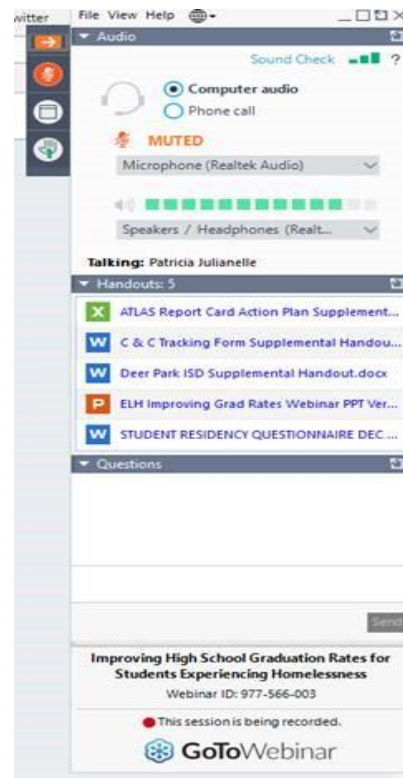 witter
File View Help
Audio
Sound Check ?
Computer audio
Phone call
MUTED
Microphone (Realtek Audio)
Speakers / Headphones (Realt...
Talking: Patricia Julianelle
Handouts: 5
X ATLAS Report Card Action Plan Supplement...
W C & C Tracking Form Supplemental Handou...
W Deer Park ISD Supplemental Handout.docx
P ELH Improving Grad Rates Webinar PPT Ver...
W STUDENT RESIDENCY QUESTIONNAIRE DEC ...
Questions
Send
Improving High School Graduation Rates for
Students Experiencing Homelessness
Webinar ID: 977-566-003
This session is being recorded.
GoToWebinar